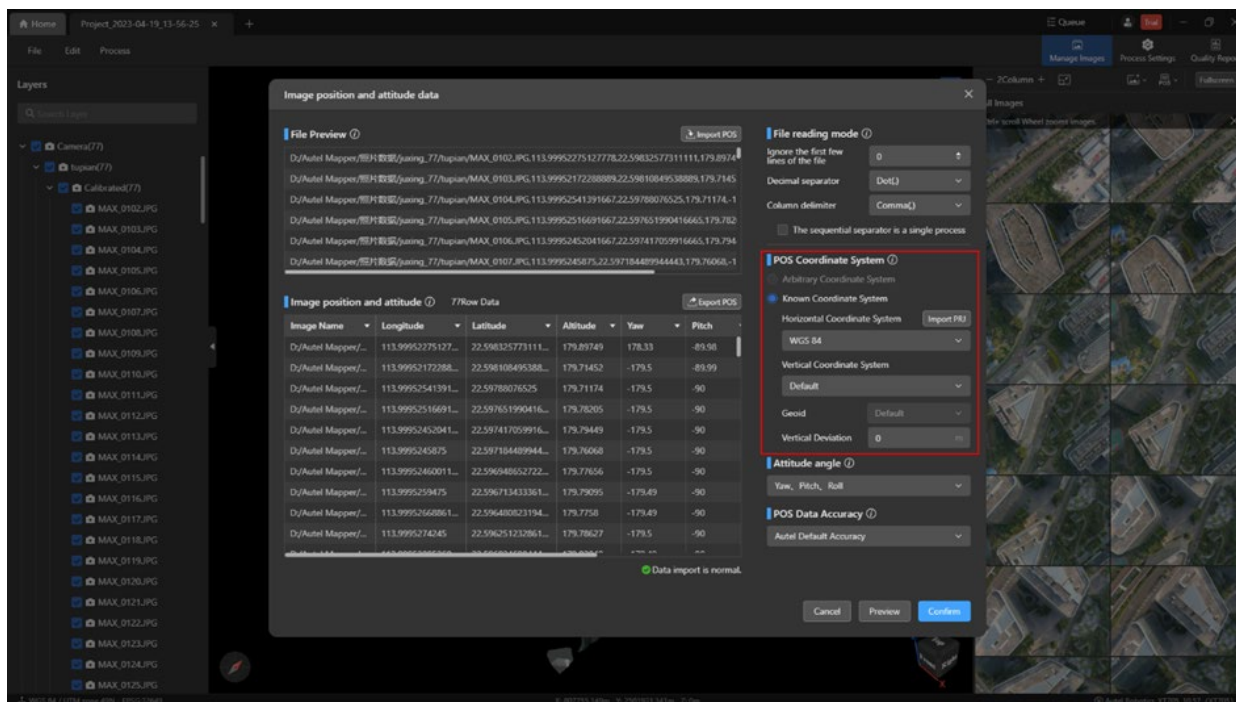 Home
Project_2023-04-19_13-56-25
Queue
Trial
File Edit Process
Manage Images
Process Settings
Layers
2Column
Fullscreen
Image position and attitude data
File Preview
Import POS
D:/Autel Mapper/照片数据/juxing_77/tupian/MAX_0102.JPG,113.99952275127778,22.59832577311111,179.8974
D:/Autel Mapper/照片数据/juxing_77/tupian/MAX_0103.JPG,113.99952172288889,22.59810849538889,179.7145
D:/Autel Mapper/照片数据/juxing_77/tupian/MAX_0104.JPG,113.99952541391667,22.59788076525,179.71174,-1
D:/Autel Mapper/照片数据/juxing_77/tupian/MAX_0105.JPG,113.99952516691667,22.597651990416665,179.782
D:/Autel Mapper/照片数据/juxing_77/tupian/MAX_0106.JPG,113.99952452041667,22.597417059916665,179.794
D:/Autel Mapper/照片数据/juxing_77/tupian/MAX_0107.JPG,113.9995245875,22.597184489944443,179.76068,-1
Image position and attitude
77Row Data
Export POS
Image Name Longitude Latitude Altitude Yaw Pitch
D:/Autel Mapper/... 113.99952275127... 22.598325773111... 179.89749 178.33 -89.98
D:/Autel Mapper/... 113.99952172288... 22.598108495388... 179.71452 -179.5 -89.99
D:/Autel Mapper/... 113.99952541391... 22.59788076525 179.71174 -179.5 -90
D:/Autel Mapper/... 113.99952516691... 22.597651990416... 179.78205 -179.5 -90
D:/Autel Mapper/... 113.99952452041... 22.597417059916... 179.79449 -179.5 -90
D:/Autel Mapper/... 113.9995245875 22.597184489944... 179.76068 -179.5 -90
D:/Autel Mapper/... 113.99952460011... 22.596948652722... 179.77656 -179.5 -90
D:/Autel Mapper/... 113.9995259475 22.596713433361... 179.79095 -179.49 -90
D:/Autel Mapper/... 113.99952668861... 22.596480823194... 179.7758 -179.49 -90
D:/Autel Mapper/... 113.9995274245 22.596251232861... 179.78627 -179.5 -90
Data import is normal.
File reading mode
Ignore the first few
lines of the file
0
Decimal separator
Dot(.)
Column delimiter
Comma(,)
The sequential separator is a single process
POS Coordinate System
Arbitrary Coordinate System
Known Coordinate System
Horizontal Coordinate System
Import PRJ
WGS 84
Vertical Coordinate System
Default
Geoid
Default
Vertical Deviation
0
m
Attitude angle
Yaw、Pitch、Roll
POS Data Accuracy
Autel Default Accuracy
Cancel
Preview
Confirm
Camera(77)
tupian(77)
Calibrated(77)
MAX_0102.JPG
MAX_0103.JPG
MAX_0104.JPG
MAX_0105.JPG
MAX_0106.JPG
MAX_0107.JPG
MAX_0108.JPG
MAX_0109.JPG
MAX_0110.JPG
MAX_0111.JPG
MAX_0112.JPG
MAX_0113.JPG
MAX_0114.JPG
MAX_0115.JPG
MAX_0116.JPG
MAX_0117.JPG
MAX_0118.JPG
MAX_0119.JPG
MAX_0120.JPG
MAX_0121.JPG
MAX_0122.JPG
MAX_0123.JPG
MAX_0124.JPG
MAX_0125.JPG